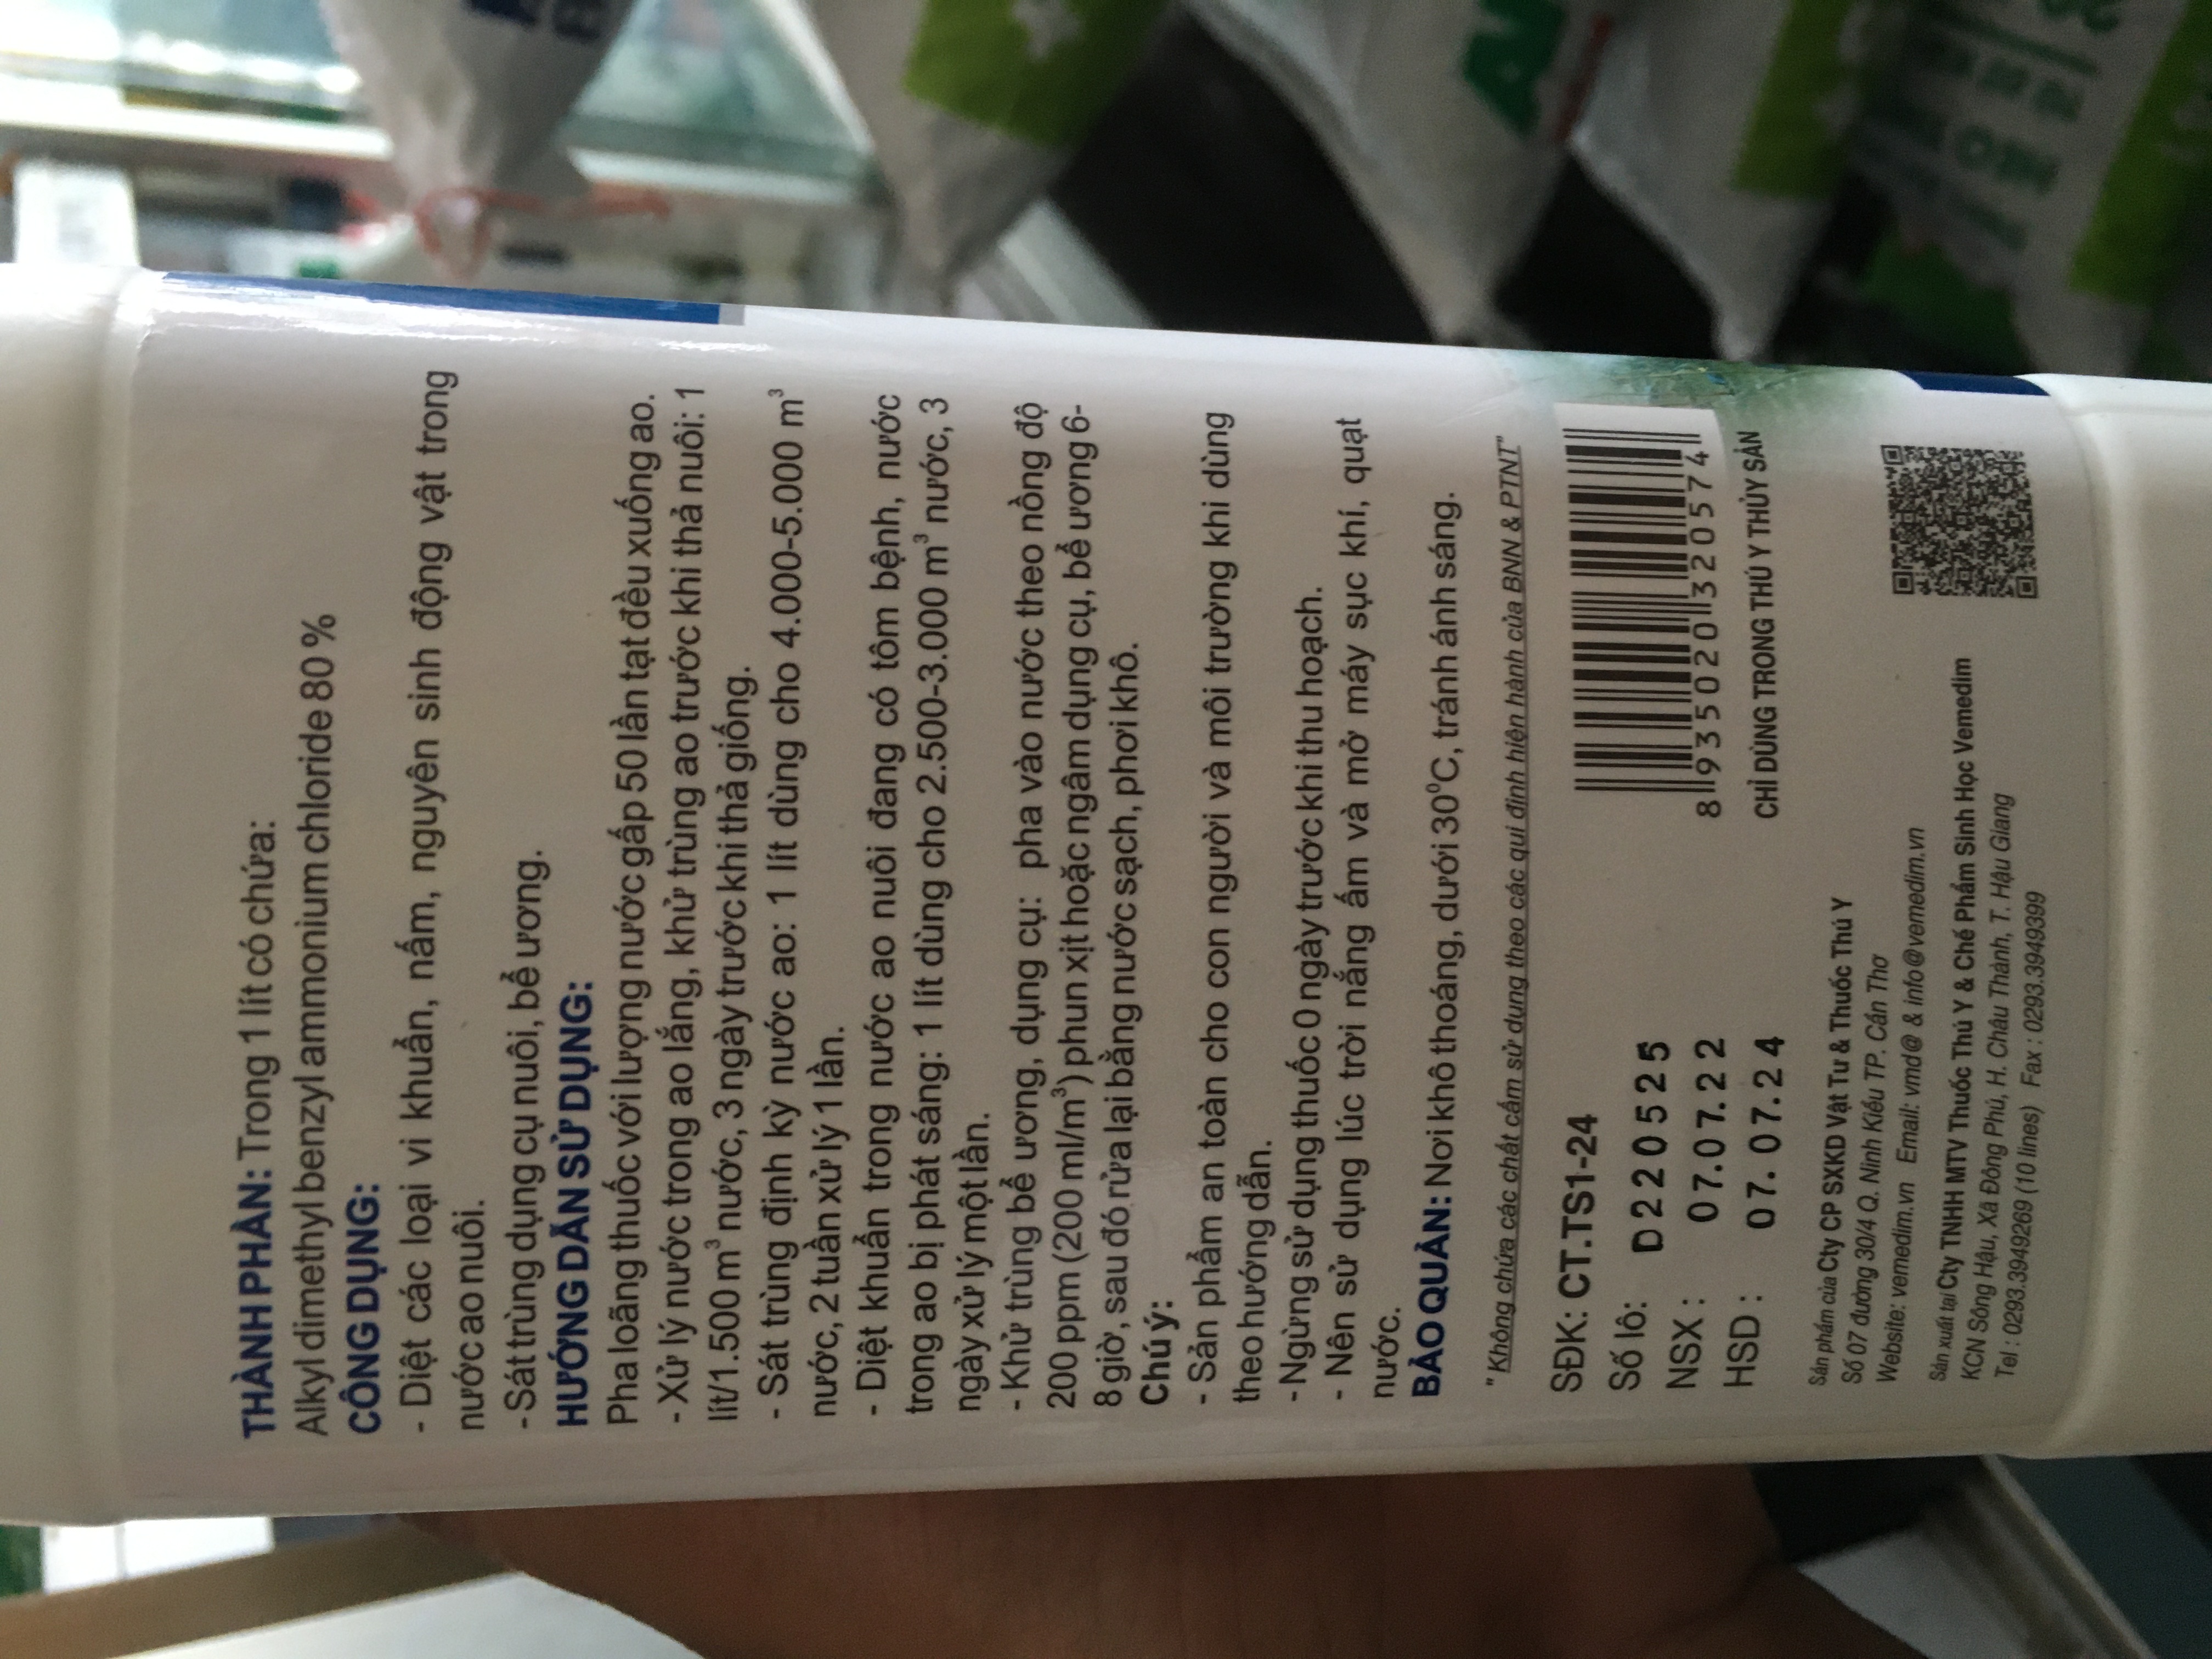 THÀNH PHẦN: Trong 1 lít có chứa:
Alkyl dimethyl benzyl ammonium chloride 80 %
CÔNG DỤNG:
- Diệt các loại vi khuẩn, nấm, nguyên sinh động vật trong
nước ao nuôi.
- Sát trùng dụng cụ nuôi, bể ương.
HƯỚNG DẪN SỬ DỤNG:
Pha loãng thuốc với lượng nước gấp 50 lần tạt đều xuống ao.
- Xử lý nước trong ao lắng, khử trùng ao trước khi thả nuôi: 1
lít/1.500 m³ nước, 3 ngày trước khi thả giống.
- Sát trùng định kỳ nước ao: 1 lít dùng cho 4.000-5.000 m³
nước, 2 tuần xử lý 1 lần.
- Diệt khuẩn trong nước ao nuôi đang có tôm bệnh, nước
trong ao bị phát sáng: 1 lít dùng cho 2.500-3.000 m³ nước, 3
ngày xử lý một lần.
- Khử trùng bể ương, dụng cụ: pha vào nước theo nồng độ
200 ppm (200 ml/m³) phun xịt hoặc ngâm dụng cụ, bể ương 6-
8 giờ, sau đó rửa lại bằng nước sạch, phơi khô.
Chú ý:
- Sản phẩm an toàn cho con người và môi trường khi dùng
theo hướng dẫn.
- Ngừng sử dụng thuốc 0 ngày trước khi thu hoạch.
- Nên sử dụng lúc trời nắng ấm và mở máy sục khí, quạt
nước.
BẢO QUẢN: Nơi khô thoáng, dưới 30⁰C, tránh ánh sáng.
"Không chứa các chất cấm sử dụng theo các qui định hiện hành của BNN & PTNT"
SĐK: CT.TS1-24
Số lô: D220525
NSX : 07.07.22
HSD : 07.07.24
8 935020 320574
CHỈ DÙNG TRONG THÚ Y THỦY SẢN
Sản phẩm của Cty CP SXKD Vật Tư & Thuốc Thú Y
Số 07 đường 30/4 Q. Ninh Kiều TP. Cần Thơ
Website: vemedim.vn Email: vmd@ & info@vemedim.vn
Sản xuất tại Cty TNHH MTV Thuốc Thú Y & Chế Phẩm Sinh Học Vemedim
KCN Sông Hậu, Xã Đông Phú, H. Châu Thành, T. Hậu Giang
Tel : 0293.3949269 (10 lines) Fax : 0293.3949399